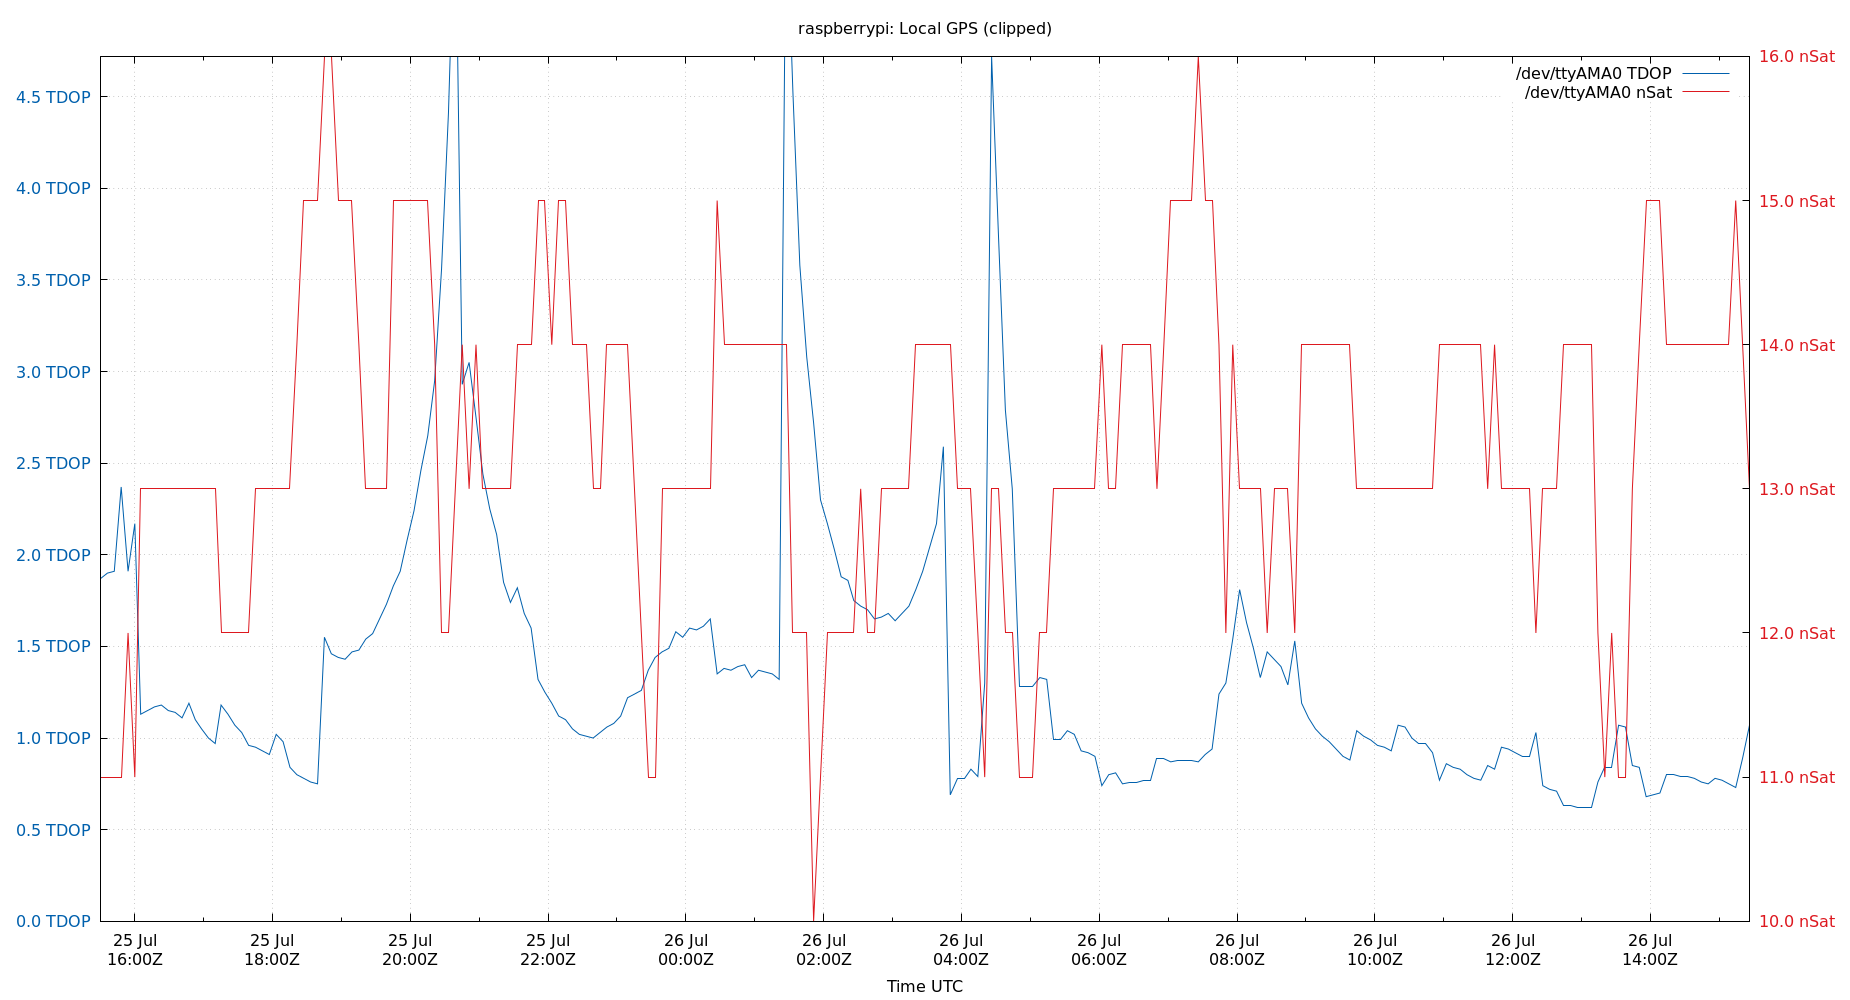 raspberrypi: Local GPS (clipped)
/dev/ttyAMA0 TDOP
/dev/ttyAMA0 nSat
4.5 TDOP
4.0 TDOP
3.5 TDOP
3.0 TDOP
2.5 TDOP
2.0 TDOP
1.5 TDOP
1.0 TDOP
0.5 TDOP
0.0 TDOP
16.0 nSat
15.0 nSat
14.0 nSat
13.0 nSat
12.0 nSat
11.0 nSat
10.0 nSat
25 Jul 25 Jul 25 Jul 25 Jul 26 Jul 26 Jul 26 Jul 26 Jul 26 Jul 26 Jul 26 Jul 26 Jul
16:00Z 18:00Z 20:00Z 22:00Z 00:00Z 02:00Z 04:00Z 06:00Z 08:00Z 10:00Z 12:00Z 14:00Z
Time UTC